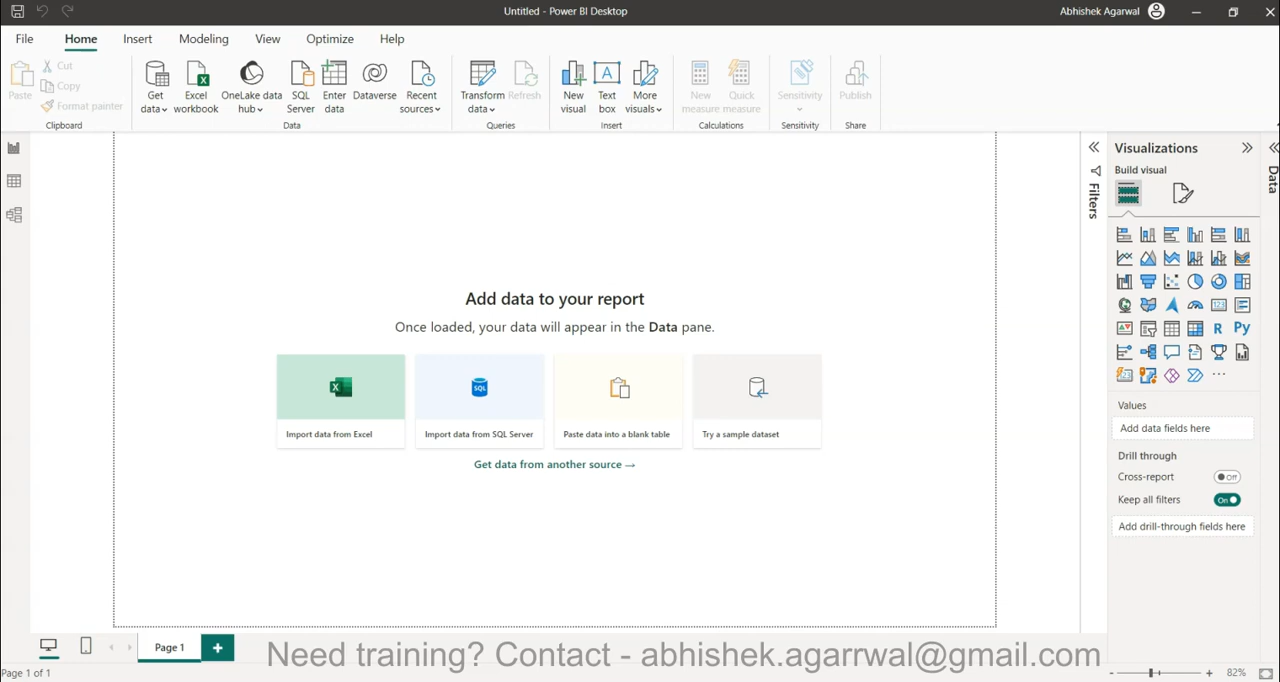 Untitled - Power BI Desktop
Abhishek Agarwal
File Home Insert Modeling View Optimize Help
Paste
Cut
Copy
Format painter
Clipboard
Get data
Excel workbook
OneLake data hub
SQL Server
Enter data
Dataverse
Recent sources
Data
Transform data
Refresh
Queries
New visual
Text box
More visuals
Insert
New measure
Quick measure
Calculations
Sensitivity
Sensitivity
Publish
Share
Add data to your report
Once loaded, your data will appear in the Data pane.
Import data from Excel
SQL
Import data from SQL Server
Paste data into a blank table
Try a sample dataset
Get data from another source →
Filters
Visualizations
Build visual
123
R
Py
123
Values
Add data fields here
Drill through
Cross-report
Off
Keep all filters
On
Add drill-through fields here
Data
Page 1
Need training? Contact - abhishek.agarrwal@gmail.com
Page 1 of 1
82%